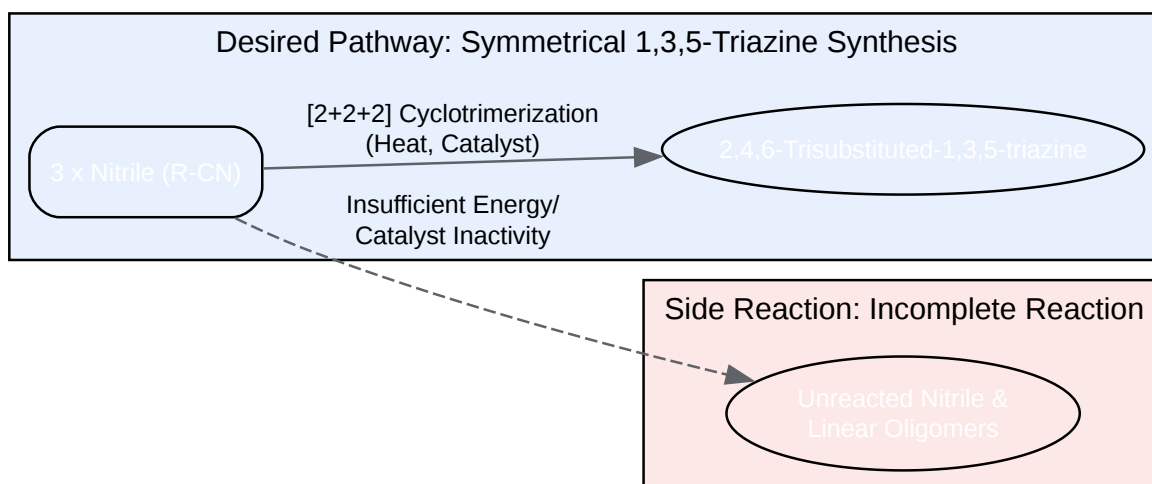 Desired Pathway: Symmetrical 1,3,5-Triazine Synthesis
[2+2+2] Cyclotrimerization
(Heat, Catalyst)
3 x Nitrile (R-CN)
2,4,6-Trisubstituted-1,3,5-triazine
Insufficient Energy/
Catalyst Inactivity
Side Reaction: Incomplete Reaction
Unreacted Nitrile &
Linear Oligomers